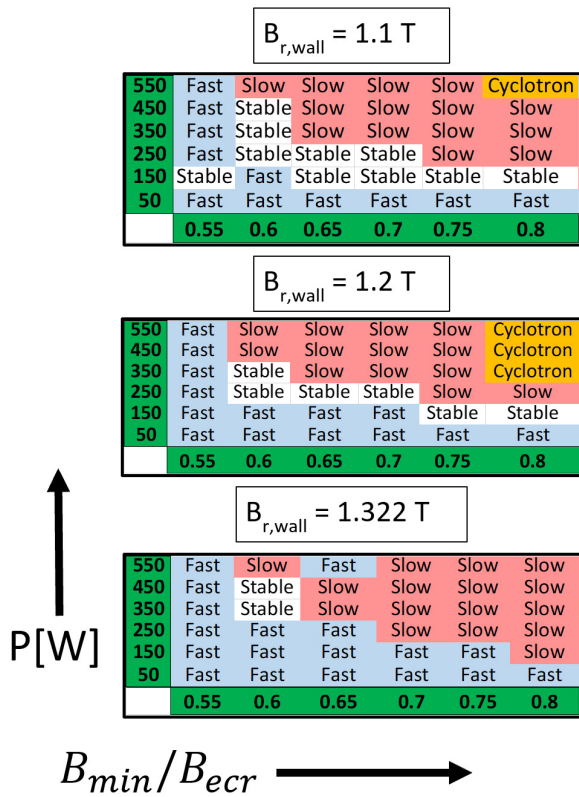 B_r,wall = 1.1 T
550 Fast Slow Slow Slow Slow Cyclotron
450 Fast Stable Slow Slow Slow Slow
350 Fast Stable Slow Slow Slow Slow
250 Fast Stable Stable Stable Slow Slow
150 Stable Fast Stable Stable Stable Stable
50 Fast Fast Fast Fast Fast Fast
0.55 0.6 0.65 0.7 0.75 0.8
B_r,wall = 1.2 T
550 Fast Slow Slow Slow Slow Cyclotron
450 Fast Slow Slow Slow Slow Cyclotron
350 Fast Stable Slow Slow Slow Cyclotron
250 Fast Stable Stable Stable Slow Slow
150 Fast Fast Fast Fast Stable Stable
50 Fast Fast Fast Fast Fast Fast
0.55 0.6 0.65 0.7 0.75 0.8
B_r,wall = 1.322 T
550 Fast Slow Fast Slow Slow Slow
450 Fast Stable Slow Slow Slow Slow
350 Fast Stable Slow Slow Slow Slow
250 Fast Fast Fast Slow Slow Slow
150 Fast Fast Fast Fast Fast Slow
50 Fast Fast Fast Fast Fast Fast
0.55 0.6 0.65 0.7 0.75 0.8
P[W]
B_min/B_ecr